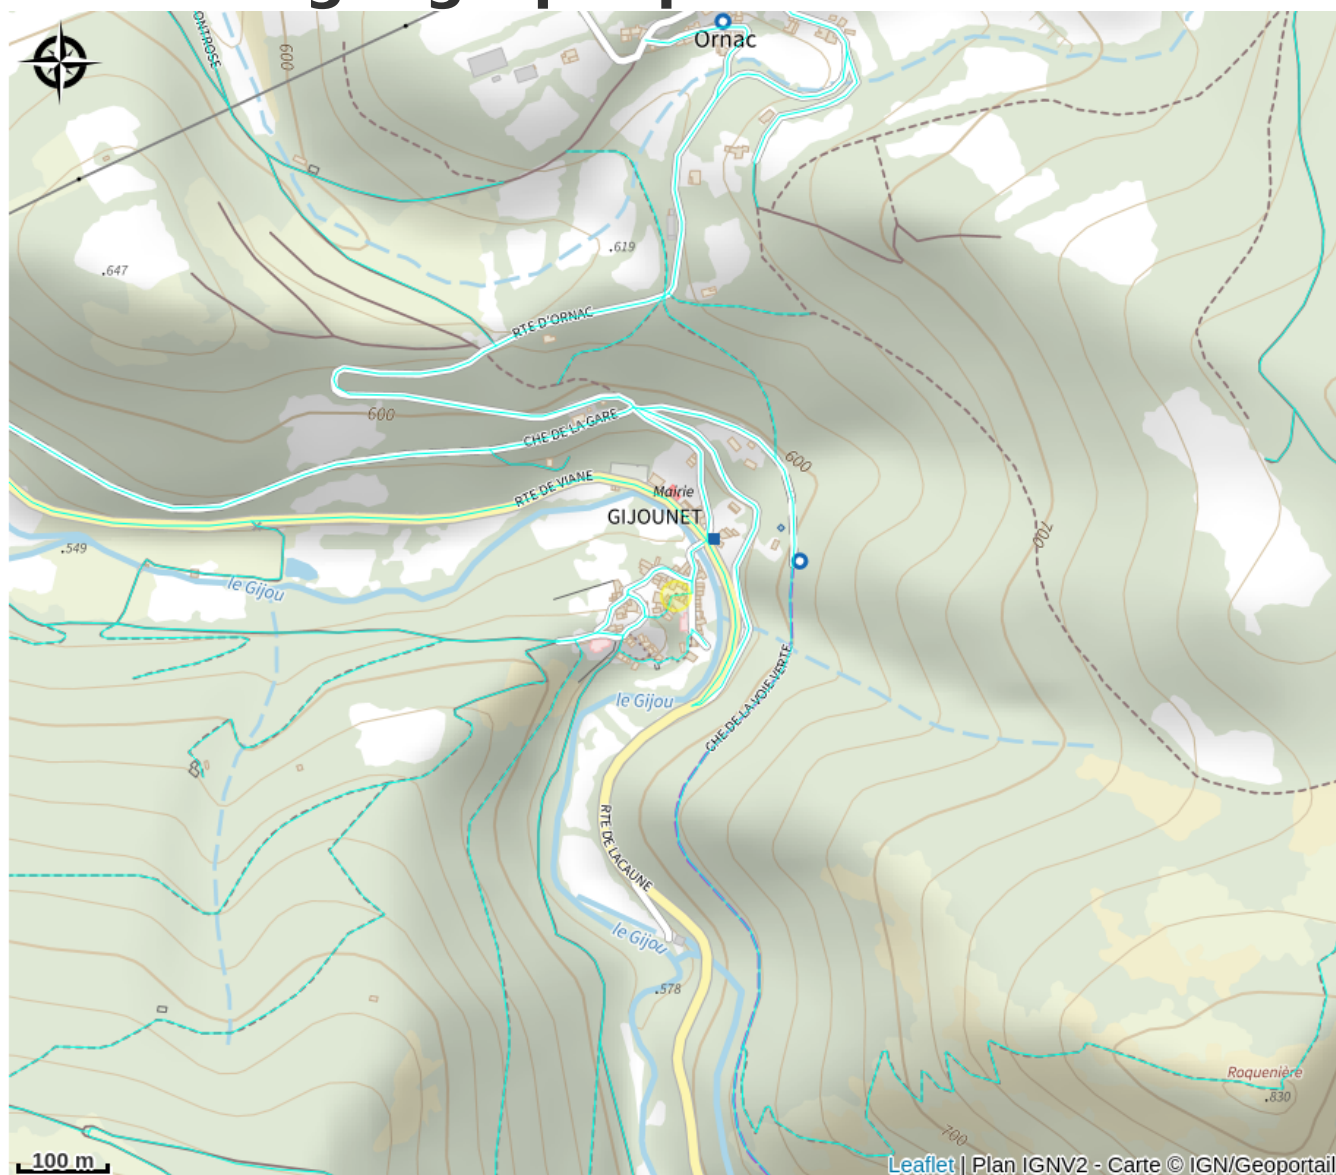 Ornac
600
.619
.647
RTE D'ORNAC
600
CHE DE LA GARE
600
RTE DE VIANE
Mairie
GIJOUNET
700
.549
le Gijou
le Gijou
CHE DE LA VOIE VERTE
RTE DE LACAUNE
le Gijou
.578
Roquenière
.830
700
100 m
Leaflet | Plan IGNV2 - Carte © IGN/Geoportail